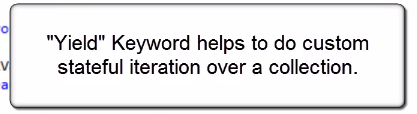 "Yield" Keyword helps to do custom
stateful iteration over a collection.